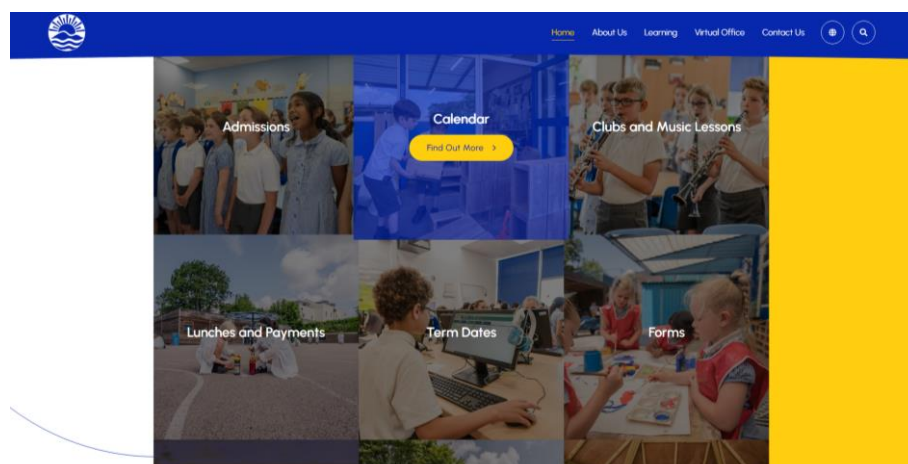 Home About Us Learning Virtual Office Contact Us
Admissions
Calendar
Find Out More
Clubs and Music Lessons
Lunches and Payments
Term Dates
Forms